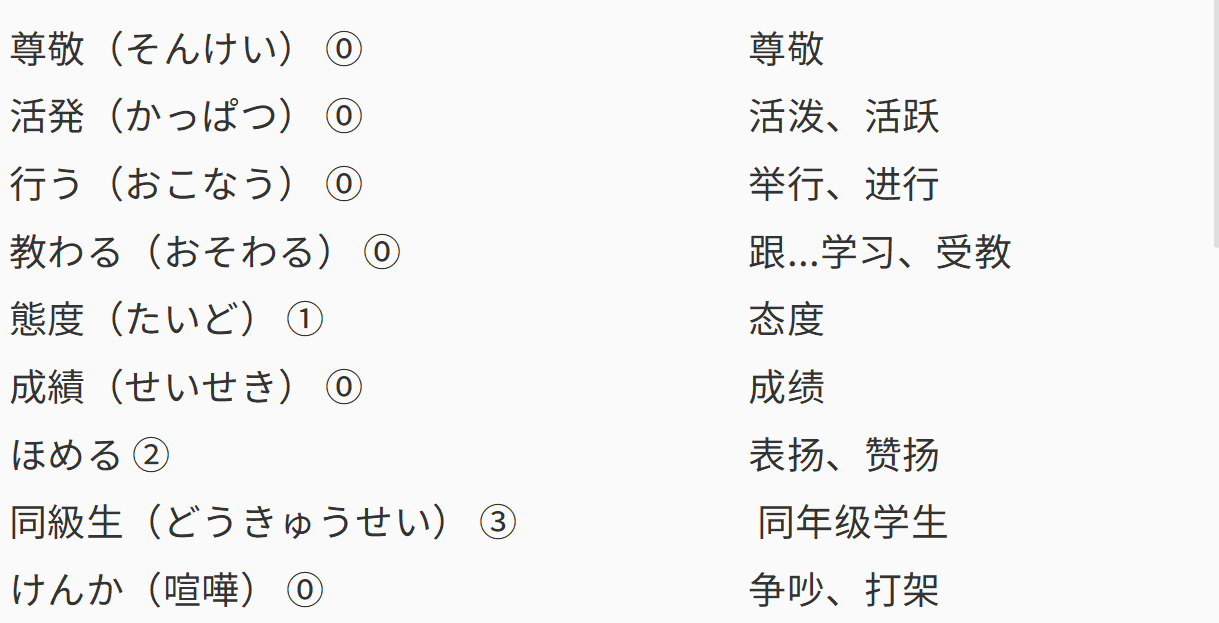 尊敬（そんけい） ⓪ 尊敬
活発（かっぱつ） ⓪ 活泼、活跃
行う（おこなう） ⓪ 举行、进行
教わる（おそわる） ⓪ 跟...学习、受教
態度（たいど） ① 态度
成績（せいせき） ⓪ 成绩
ほめる ② 表扬、赞扬
同級生（どうきゅうせい） ③ 同年级学生
けんか（喧嘩） ⓪ 争吵、打架